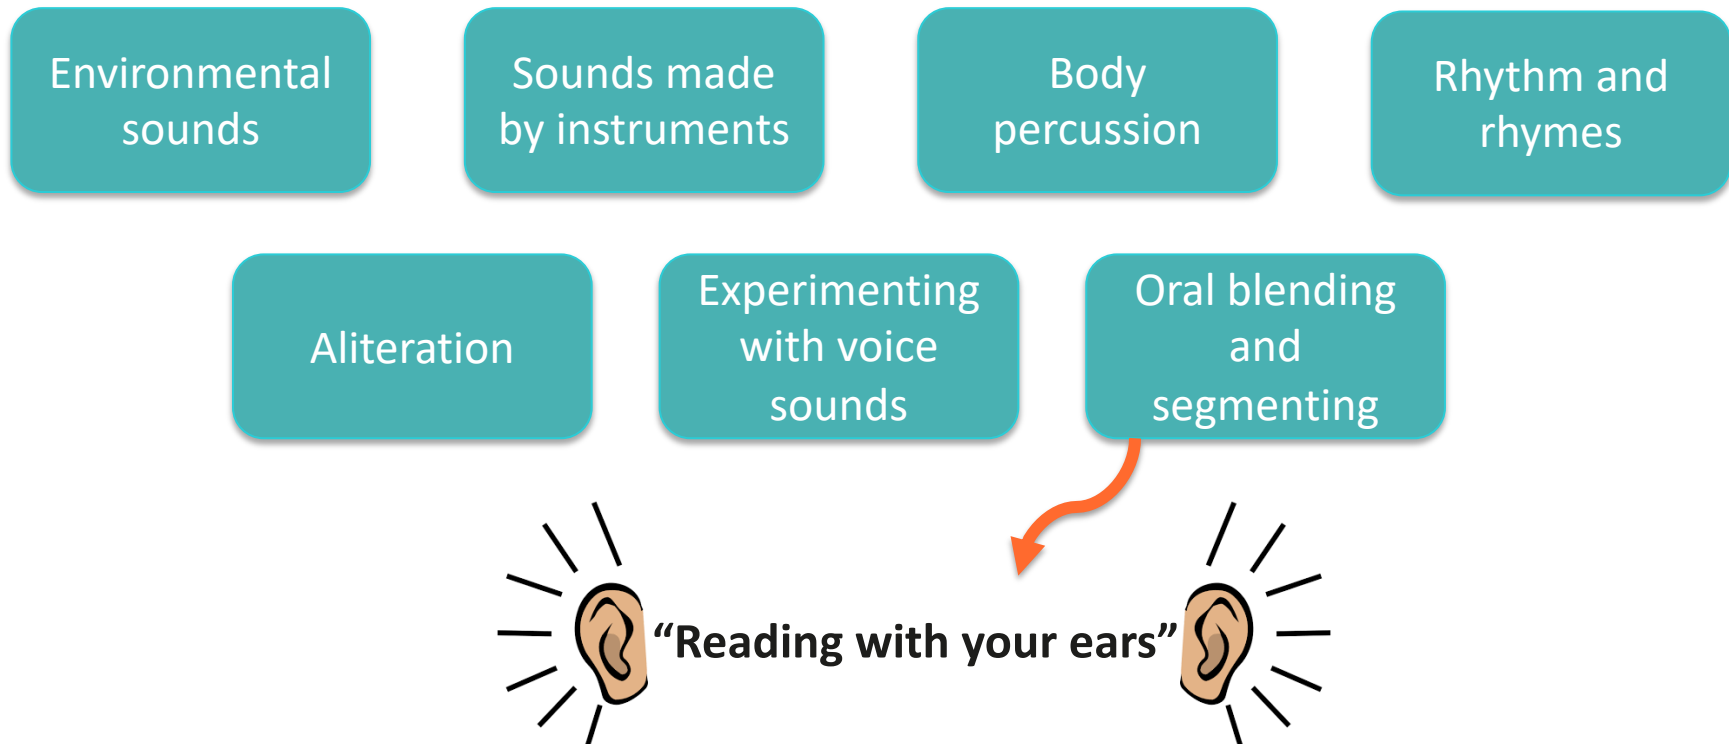 Environmental
sounds
Sounds made
by instruments
Body
percussion
Rhythm and
rhymes
Aliteration
Experimenting
with voice
sounds
Oral blending
and
segmenting
“Reading with your ears”